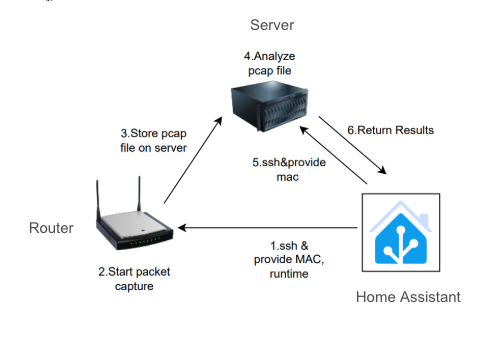 Server
4.Analyze
pcap file
3.Store pcap
file on server
6.Return Results
5.ssh&provide
mac
Router
1.ssh &
provide MAC,
runtime
2.Start packet
capture
Home Assistant